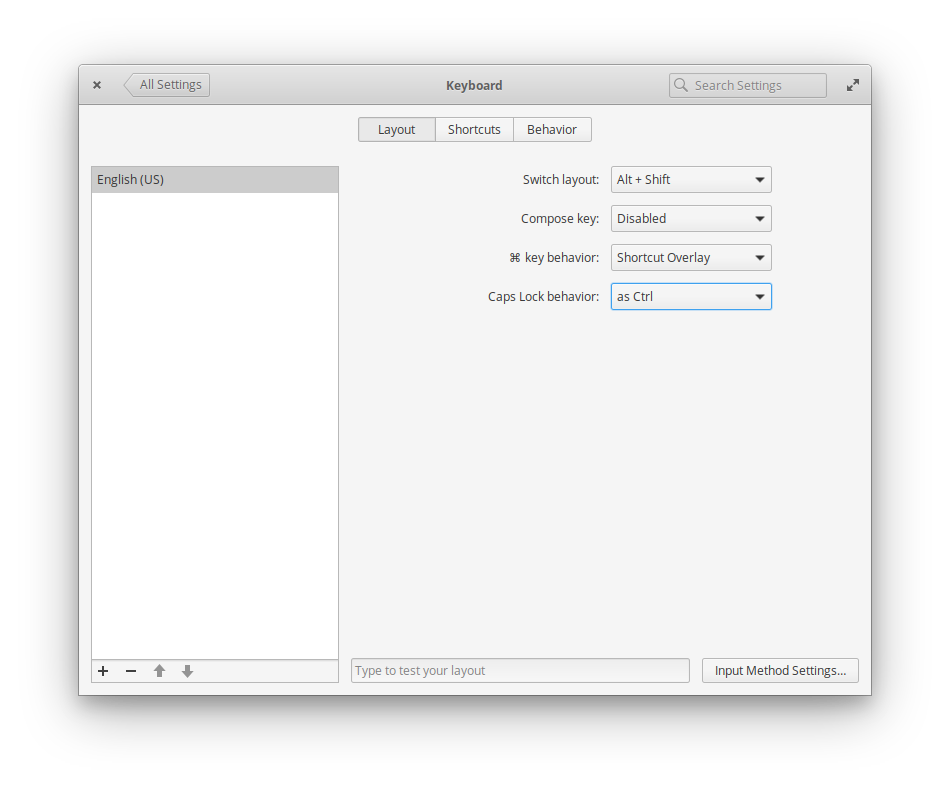 All Settings
Keyboard
Search Settings
Layout
Shortcuts
Behavior
English (US)
Switch layout:
Alt + Shift
Compose key:
Disabled
⌘ key behavior:
Shortcut Overlay
Caps Lock behavior:
as Ctrl
Type to test your layout
Input Method Settings...